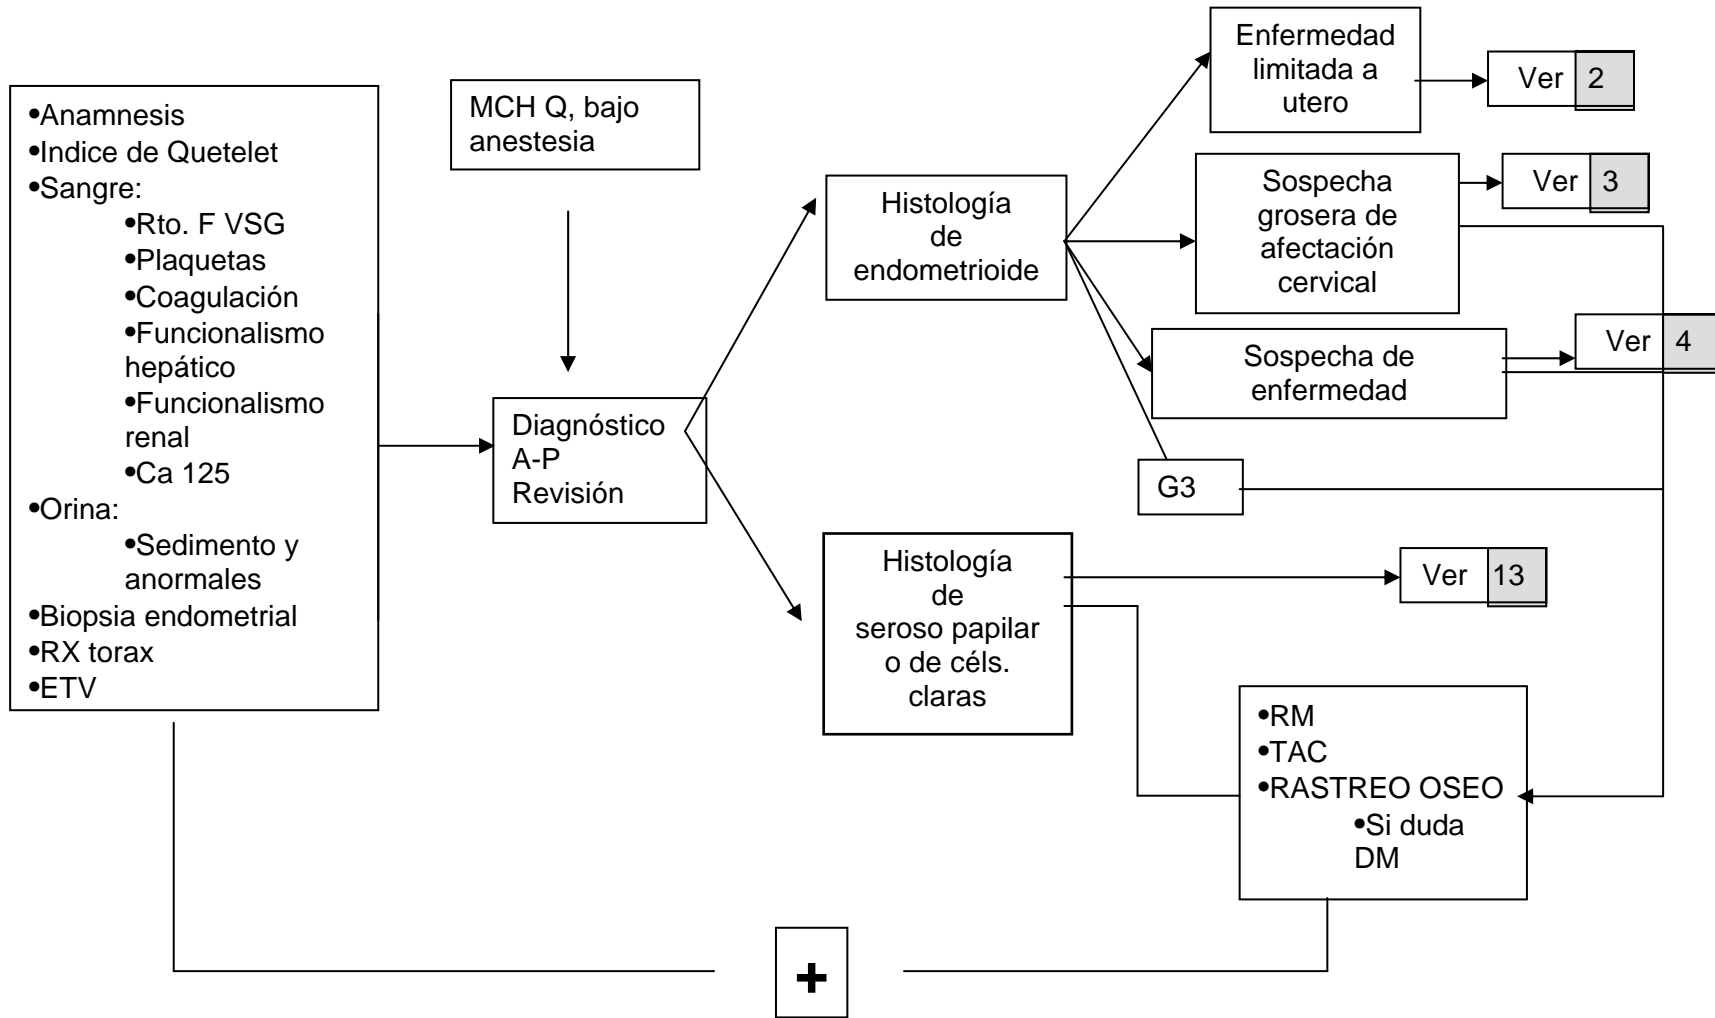 •Anamnesis
•Indice de Quetelet
•Sangre:
•Rto. F VSG
•Plaquetas
•Coagulación
•Funcionalismo
hepático
•Funcionalismo
renal
•Ca 125
•Orina:
•Sedimento y
anormales
•Biopsia endometrial
•RX torax
•ETV
MCH Q, bajo
anestesia
Diagnóstico
A-P
Revisión
Histología
de
endometrioide
Histología
de
seroso papilar
o de céls.
claras
Enfermedad
limitada a
utero
Ver 2
Sospecha
grosera de
afectación
cervical
Ver 3
Sospecha de
enfermedad
Ver 4
G3
Ver 13
•RM
•TAC
•RASTREO OSEO
•Si duda
DM
+